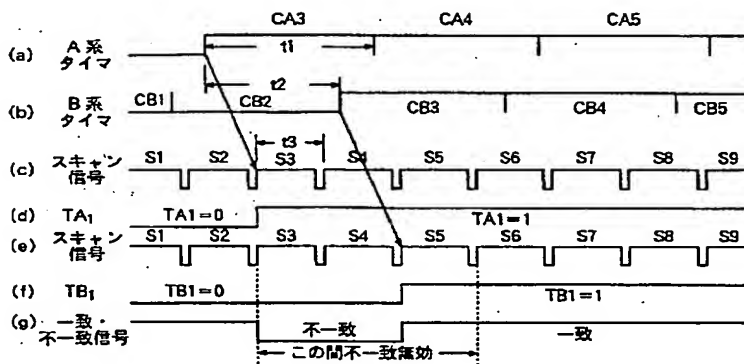 CA3 CA4 CA5
(a) A系タイマ t1
t2
(b) B系タイマ CB1 CB2 CB3 CB4 CB5
t3
(c) スキャン信号 S1 S2 S3 S4 S5 S6 S7 S8 S9
(d) TA₁ TA1=0 TA1=1
(e) スキャン信号 S1 S2 S3 S4 S5 S6 S7 S8 S9
(f) TB₁ TB1=0 TB1=1
(g) 一致・不一致信号 不一致 一致
この間不一致無効